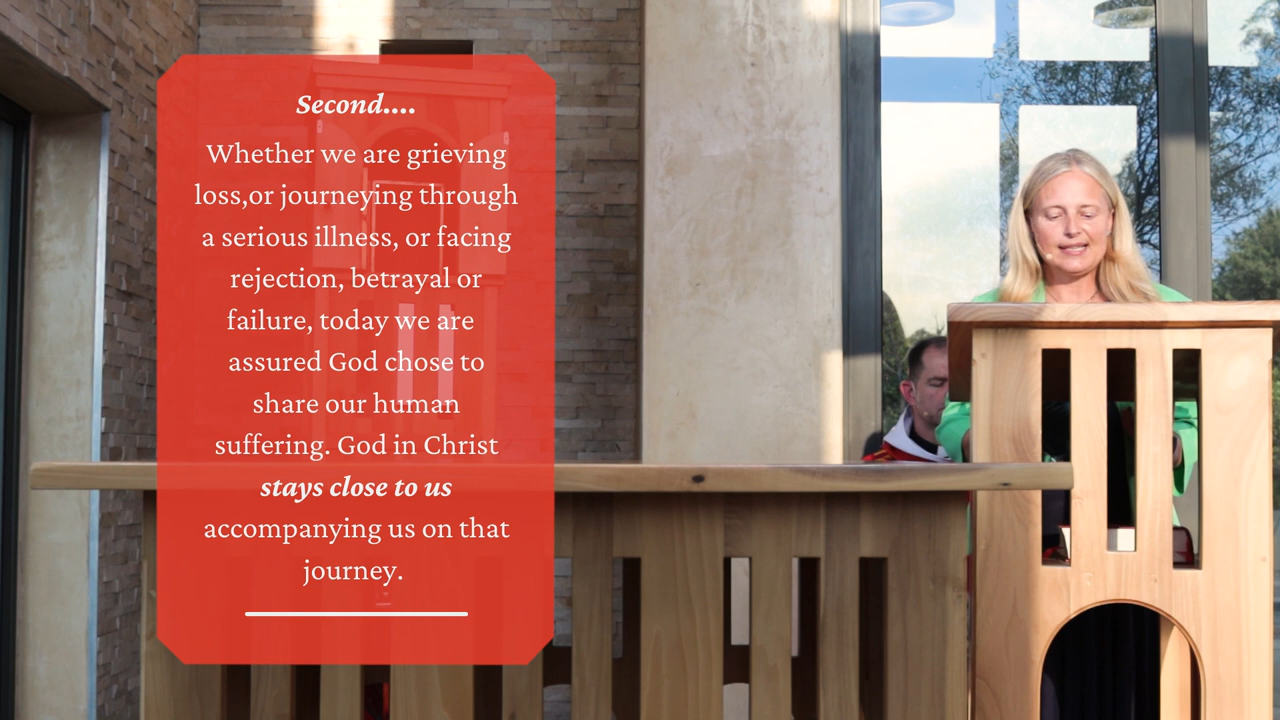 Second....
Whether we are grieving
loss,or journeying through
a serious illness, or facing
rejection, betrayal or
failure, today we are
assured God chose to
share our human
suffering. God in Christ
stays close to us
accompanying us on that
journey.